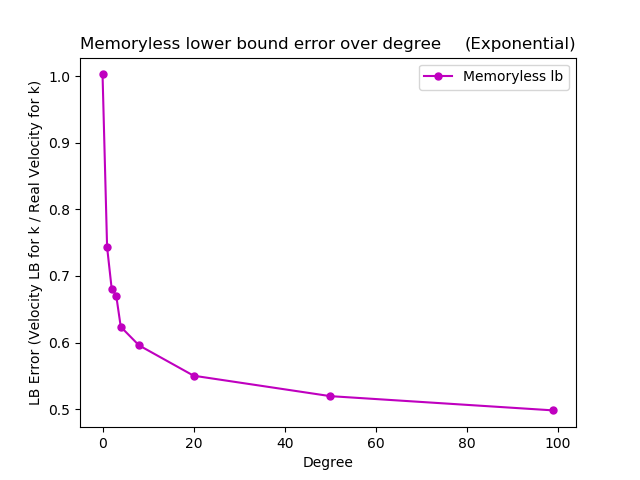 Memoryless lower bound error over degree (Exponential)
Memoryless lb
LB Error (Velocity LB for k / Real Velocity for k)
1.0
0.9
0.8
0.7
0.6
0.5
0 20 40 60 80 100
Degree